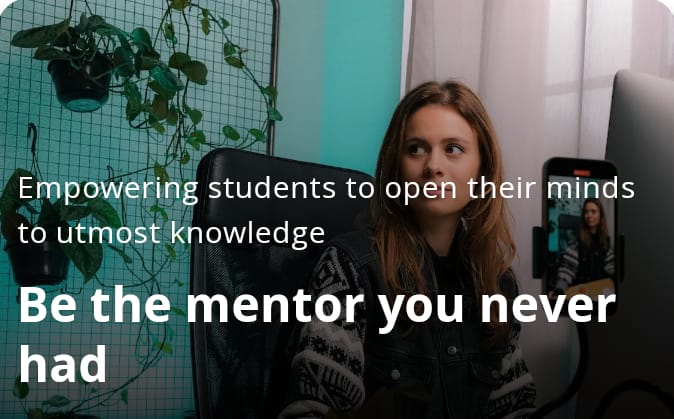 Empowering students to open their minds
to utmost knowledge
Be the mentor you never
had